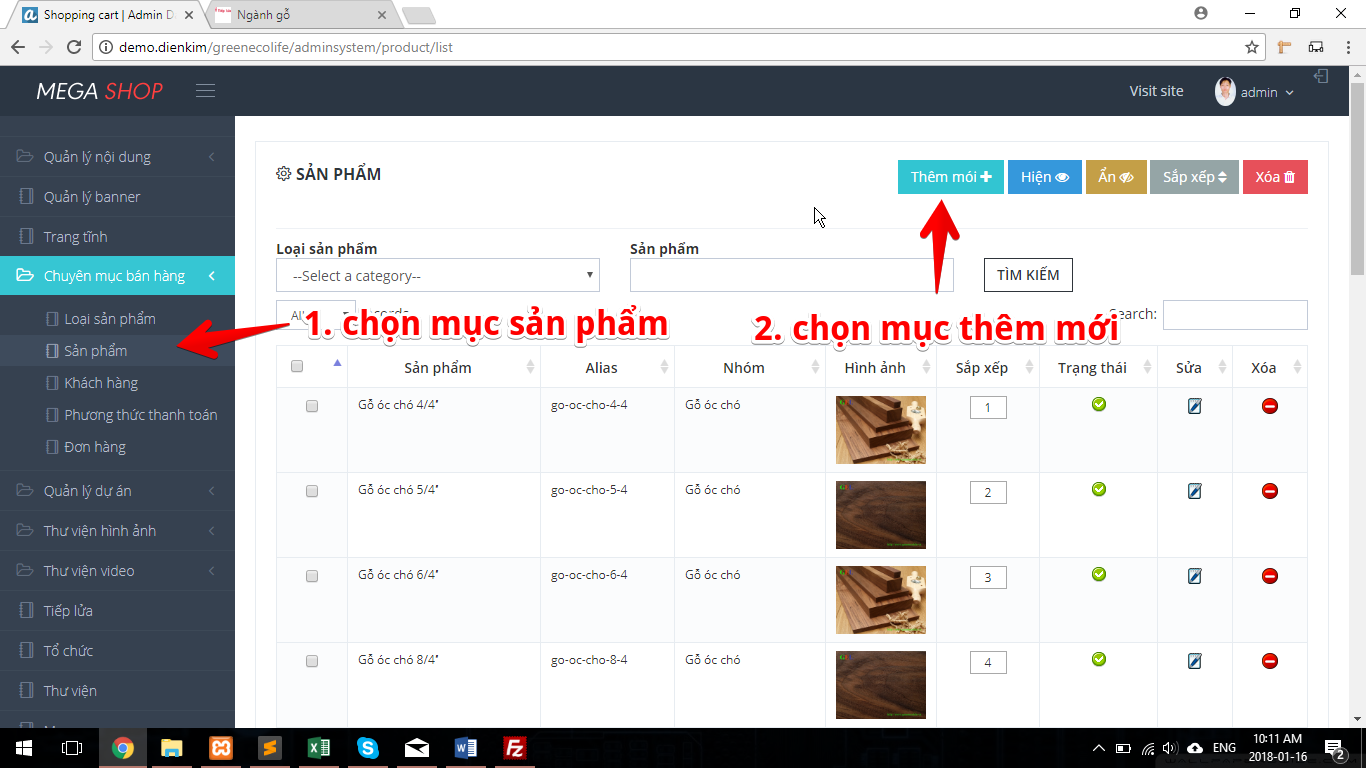 Shopping cart | Admin D
Ngành gỗ
demo.dienkim/greenecolife/adminsystem/product/list
MEGA SHOP
Visit site
admin
Quản lý nội dung
Quản lý banner
Trang tĩnh
Chuyên mục bán hàng
Loại sản phẩm
Sản phẩm
Khách hàng
Phương thức thanh toán
Đơn hàng
Quản lý dự án
Thư viện hình ảnh
Thư viện video
Tiếp lửa
Tổ chức
Thư viện
SẢN PHẨM
Thêm mới
Hiện
Ẩn
Sắp xếp
Xóa
Loại sản phẩm
Sản phẩm
--Select a category--
TÌM KIẾM
1. chọn mục sản phẩm
2. chọn mục thêm mới
Search:
Sản phẩm Alias Nhóm Hình ảnh Sắp xếp Trạng thái Sửa Xóa
Gỗ óc chó 4/4" go-oc-cho-4-4 Gỗ óc chó 1
Gỗ óc chó 5/4" go-oc-cho-5-4 Gỗ óc chó 2
Gỗ óc chó 6/4" go-oc-cho-6-4 Gỗ óc chó 3
Gỗ óc chó 8/4" go-oc-cho-8-4 Gỗ óc chó 4
ENG
10:11 AM
2018-01-16
2